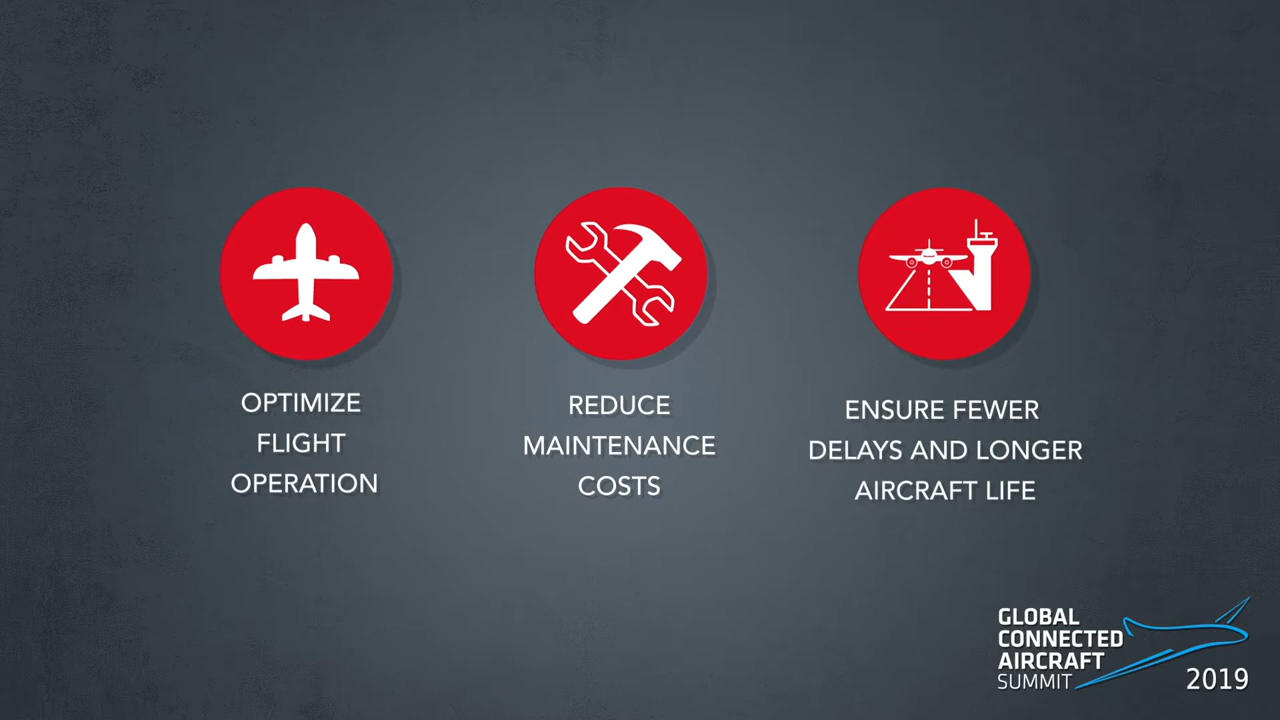 OPTIMIZE
FLIGHT
OPERATION
REDUCE
MAINTENANCE
COSTS
ENSURE FEWER
DELAYS AND LONGER
AIRCRAFT LIFE
GLOBAL
CONNECTED
AIRCRAFT
SUMMIT
2019